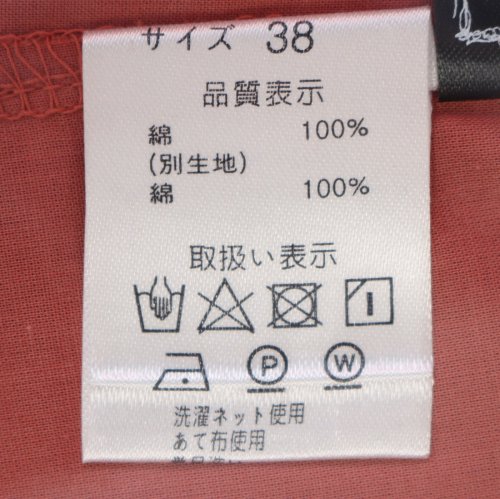 サイズ 38
品質表示
綿 100%
(別生地)
綿 100%
取扱い表示
P W
洗濯ネット使用
あて布使用